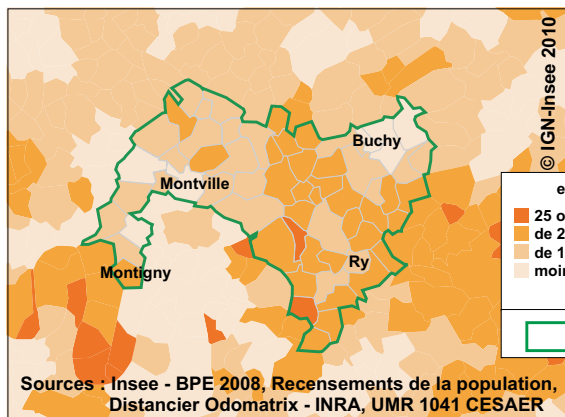 © IGN-Insee 2010
Buchy
e
Montville
25 o
de 2
Ry
de 1
Montigny
moin
Sources : Insee - BPE 2008, Recensements de la population,
Distancier Odomatrix - INRA, UMR 1041 CESAER